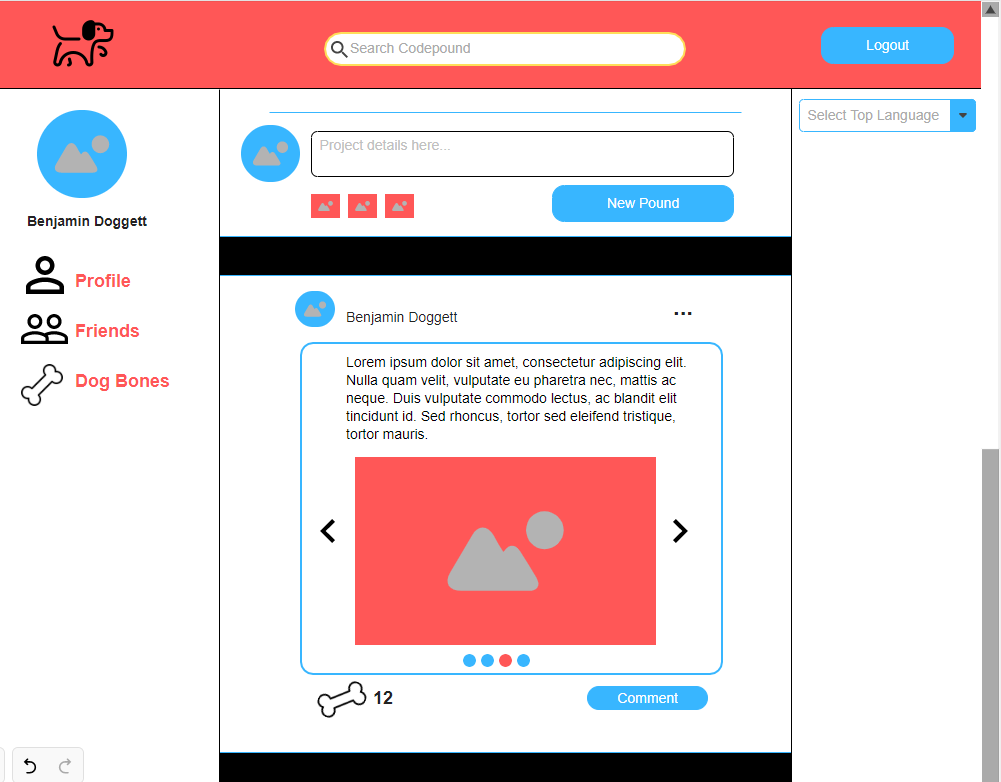 Search Codepound
Logout
Select Top Language
Project details here...
Benjamin Doggett
New Pound
Profile
Friends
Dog Bones
Benjamin Doggett
...
Lorem ipsum dolor sit amet, consectetur adipiscing elit.
Nulla quam velit, vulputate eu pharetra nec, mattis ac
neque. Duis vulputate commodo lectus, ac blandit elit
tincidunt id. Sed rhoncus, tortor sed eleifend tristique,
tortor mauris.
12
Comment